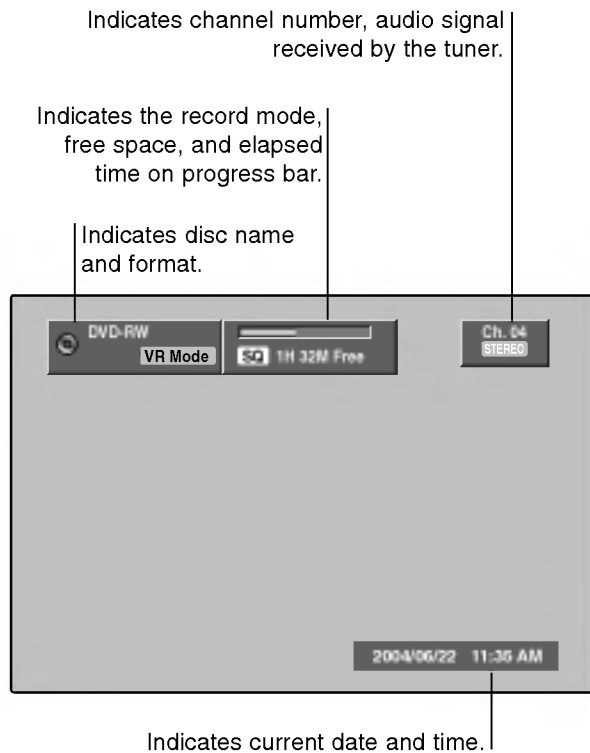 Indicates channel number, audio signal
received by the tuner.
Indicates the record mode,
free space, and elapsed
time on progress bar.
Indicates disc name
and format.
DVD-RW
VR Mode
SQ 1H 32M Free
Ch. 04
STEREO
2004/06/22 11:35 AM
Indicates current date and time.